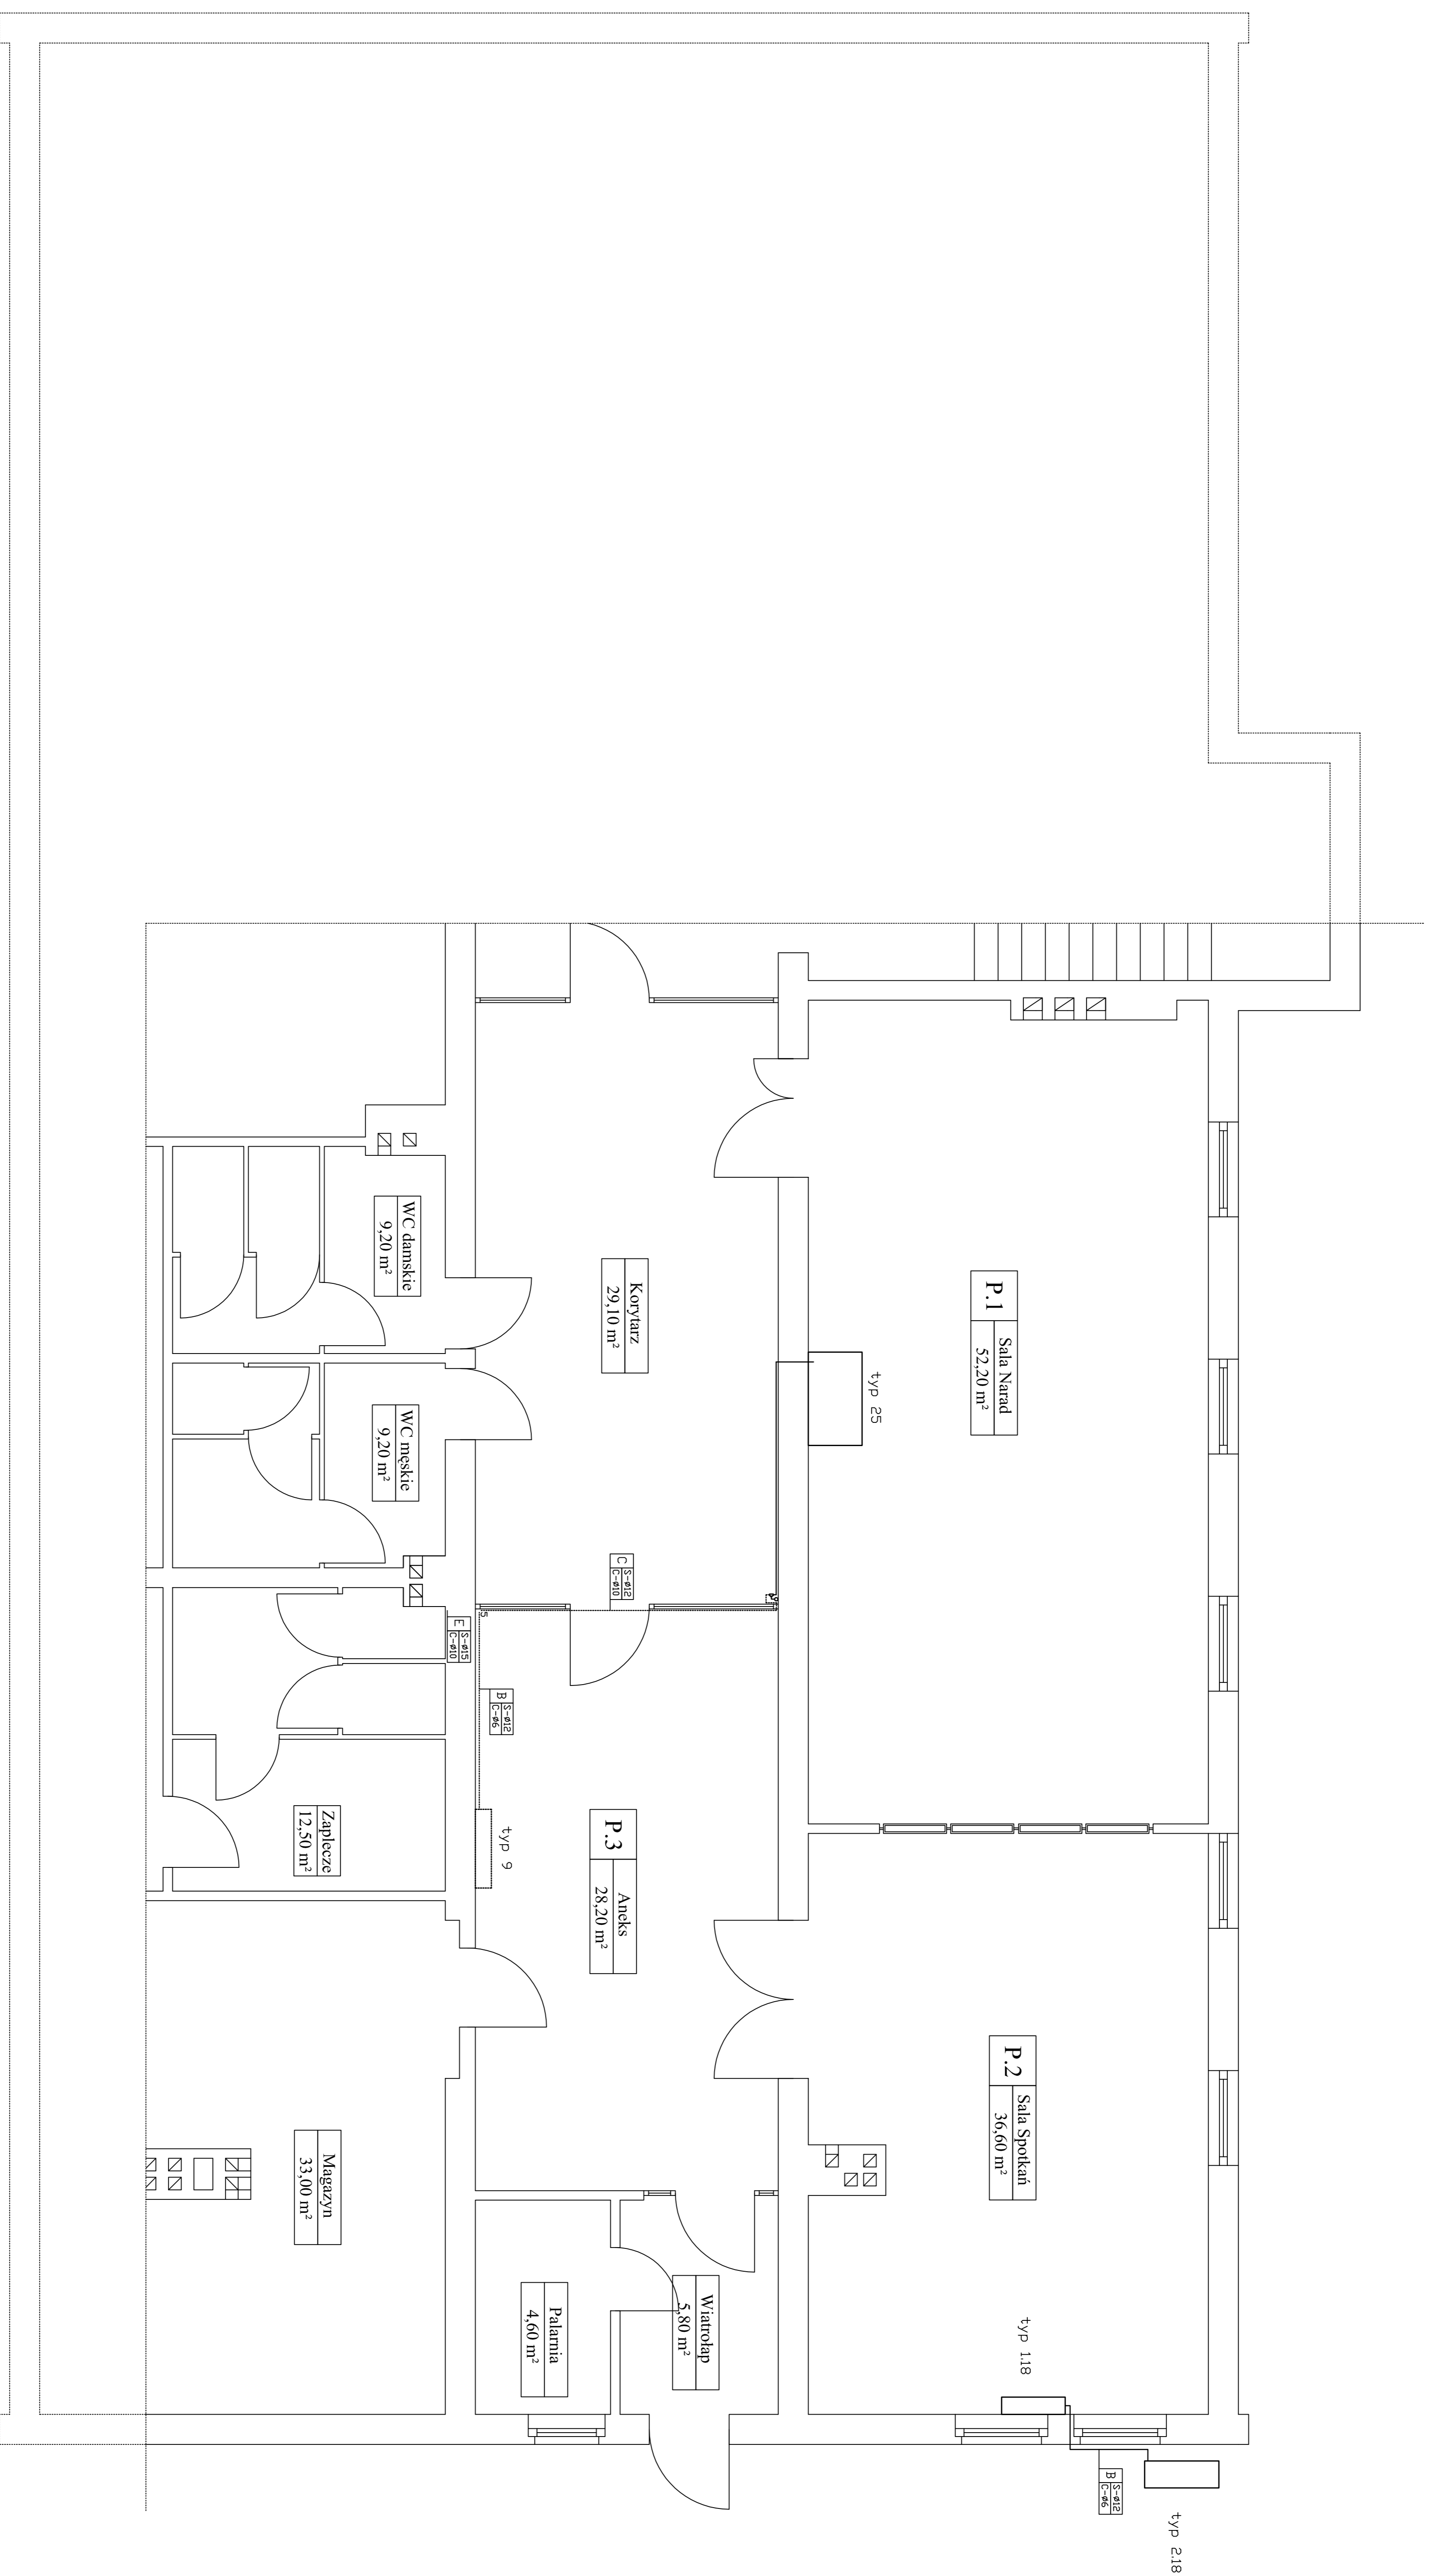 P.1
Sala Narad
52,20 m²
typ 25
Korytarz
29,10 m²
WC damskie
9,20 m²
WC męskie
9,20 m²
C
S-ø12
C-ø10
5
E
S-ø15
C-ø10
B
S-ø12
C-ø6
typ 9
P.3
Aneks
28,20 m²
Zaplecze
12,50 m²
P.2
Sala Spotkań
36,60 m²
Magazyn
33,00 m²
Palarnia
4,60 m²
Wiatrołap
5,80 m²
typ 1.18
B
S-ø12
C-ø6
typ 2.18